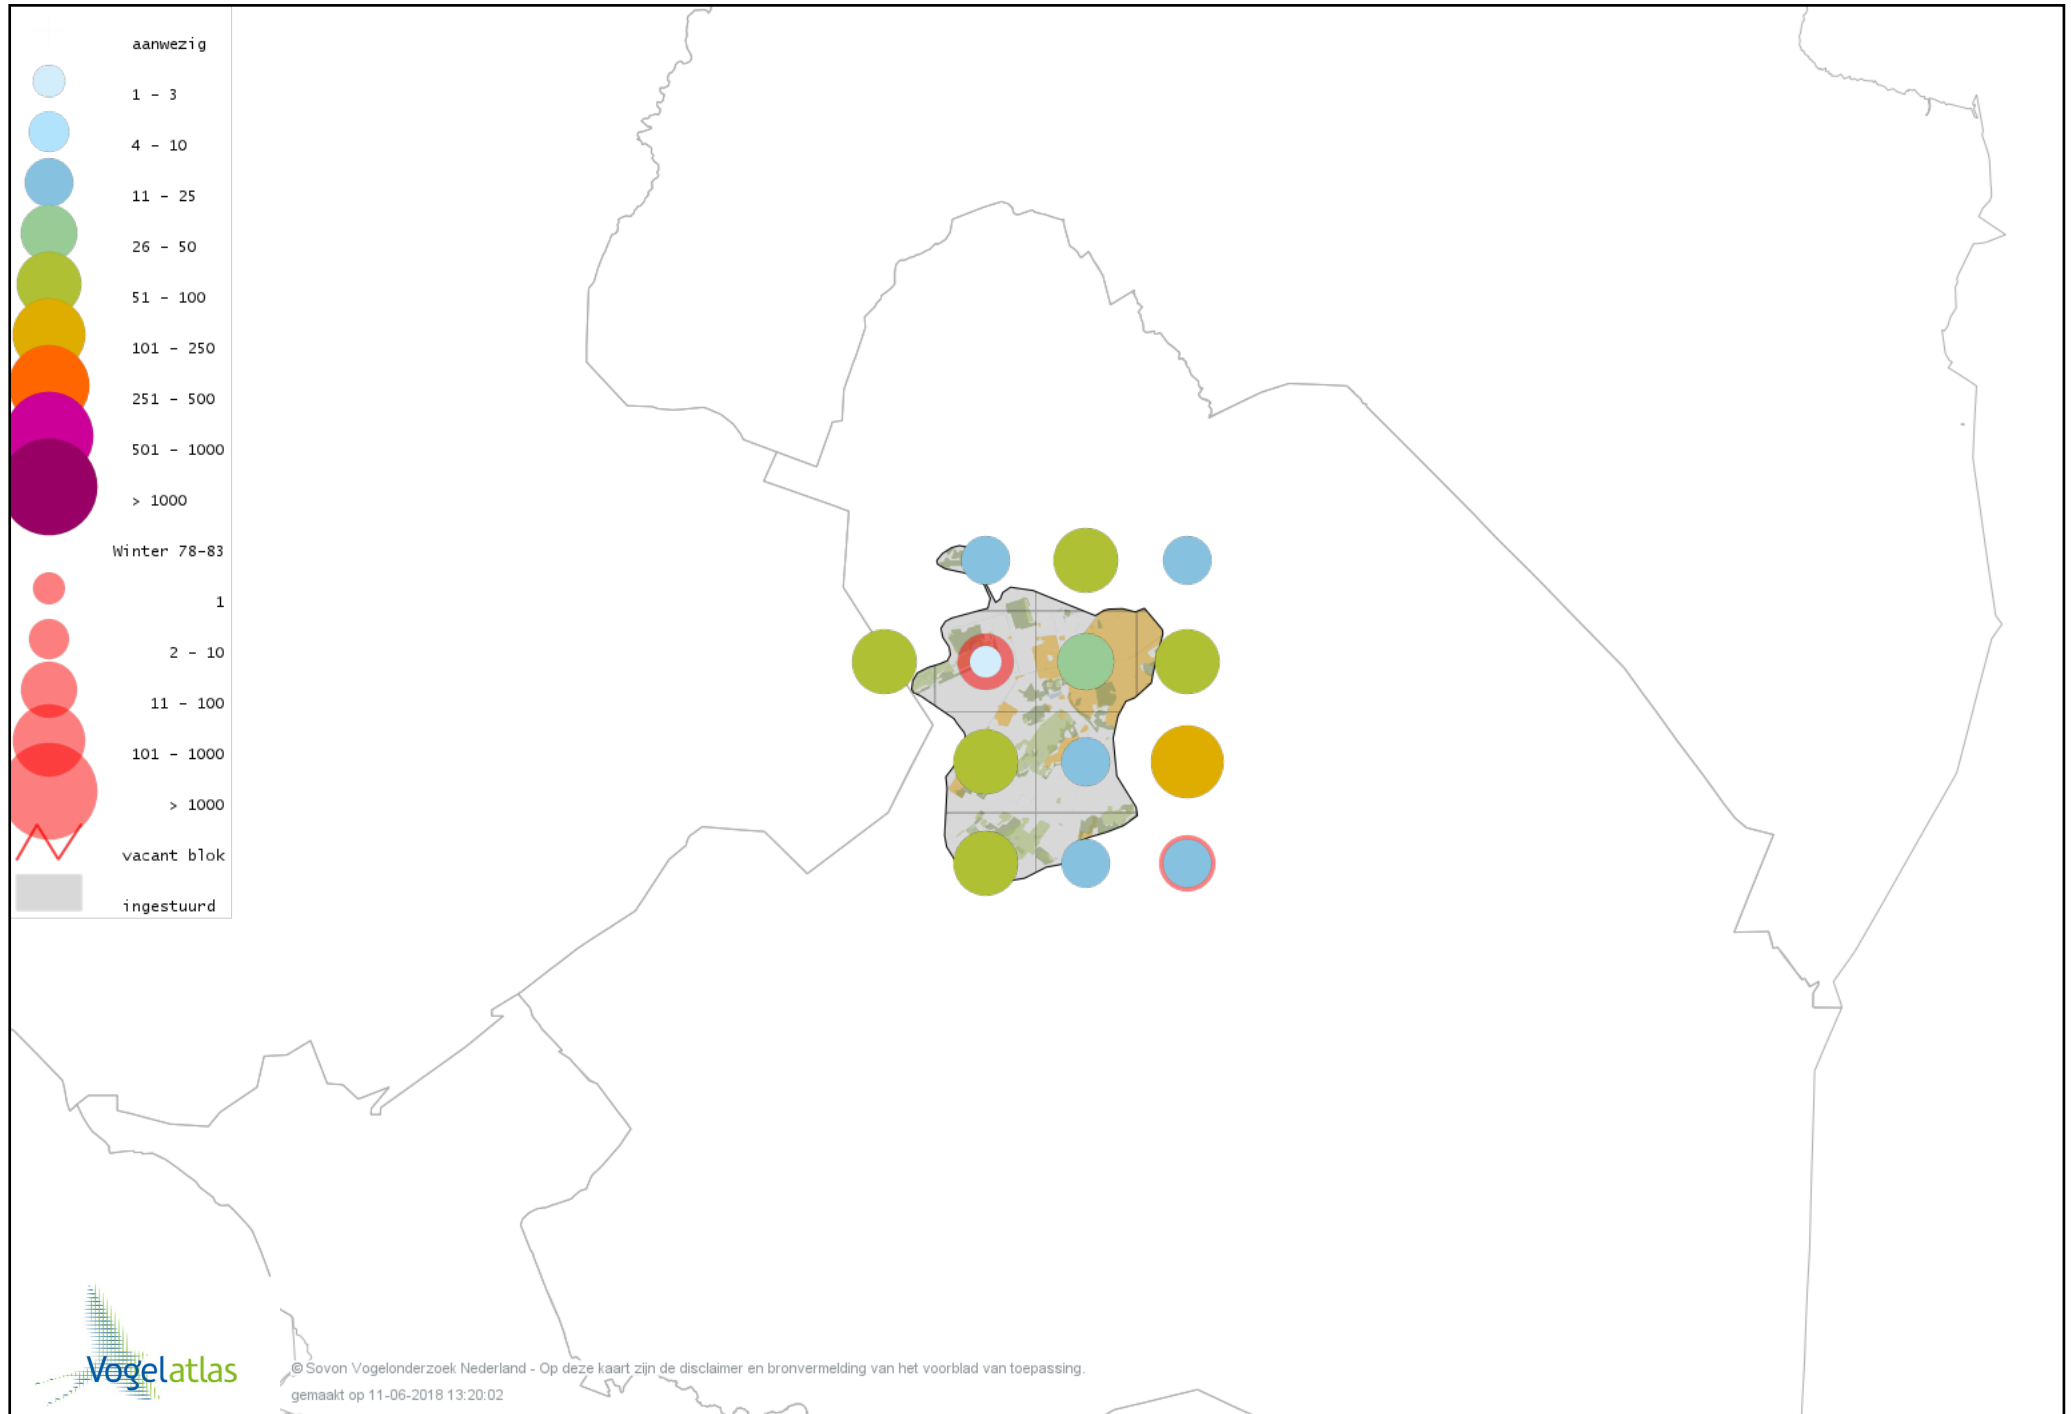 aanwezig
1 - 3
4 - 10
11 - 25
26 - 50
51 - 100
101 - 250
251 - 500
501 - 1000
> 1000
Winter 78-83
1
2 - 10
11 - 100
101 - 1000
> 1000
vacant blok
ingestuurd
Vogelatlas
© Sovon Vogelonderzoek Nederland - Op deze kaart zijn de disclaimer en bronvermelding van het voorblad van toepassing.
gemaakt op 11-06-2018 13:20:02